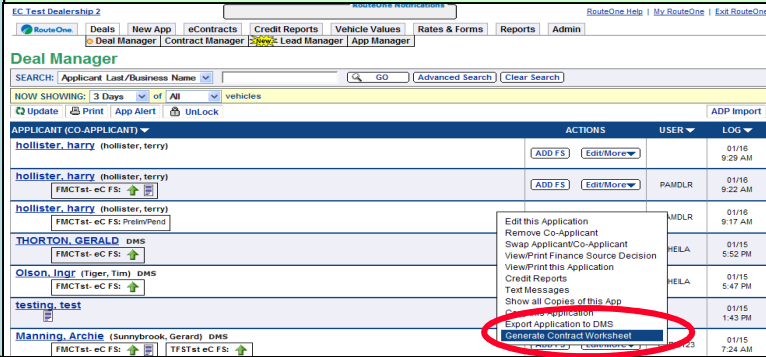 EC Test Dealership 2 RouteOne Notifications RouteOne Help | My RouteOne | Exit RouteOne
RouteOne. Deals New App eContracts Credit Reports Vehicle Values Rates & Forms Reports Admin
Deal Manager | Contract Manager | New Lead Manager | App Manager
Deal Manager
SEARCH: Applicant Last/Business Name GO Advanced Search Clear Search
NOW SHOWING: 3 Days of All vehicles
Update Print App Alert UnLock ADP Import
APPLICANT (CO-APPLICANT) ACTIONS USER LOG
hollister, harry (hollister, terry) ADD FS Edit/More 01/16
9:29 AM
hollister, harry (hollister, terry) ADD FS Edit/More PAMDLR 01/16
FMCTst- eC FS: 9:22 AM
hollister, harry (hollister, terry) MDLR 01/16
FMCTst- eC FS: Prelim/Pend 9:17 AM
Edit this Application
Remove Co-Applicant
Swap Applicant/Co-Applicant
View/Print Finance Source Decision
View/Print this Application
Credit Reports
Text Messages
Show all Copies of this App
Application
Export Application to DMS
Generate Contract Worksheet
THORTON, GERALD DMS HEILA 01/15
FMCTst- eC FS: 5:52 PM
Olson, Ingr (Tiger, Tim) DMS HEILA 01/15
FMCTst- eC FS: 5:47 PM
testing, test 01/15
1:43 PM
Manning, Archie (Sunnybrook, Gerard) DMS ADD FS Edit/More 123 01/15
FMCTst- eC FS: TFSTst eC FS: 7:24 AM